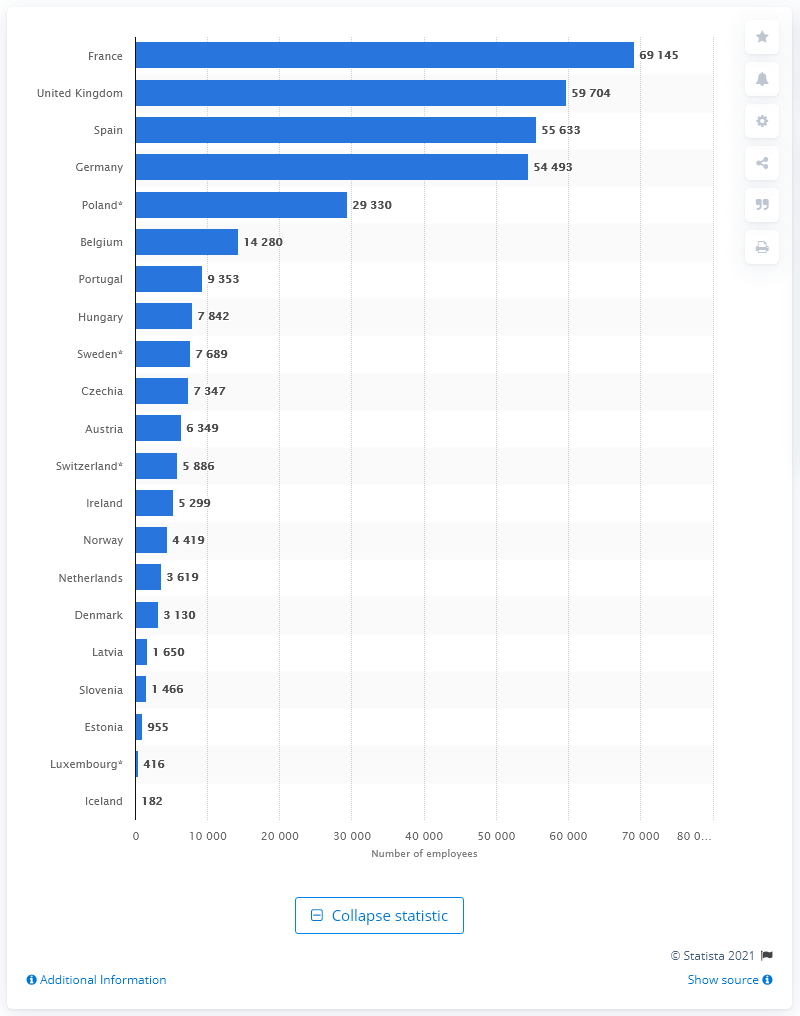 France 69 145
United Kingdom 59 704
Spain 55 633
Germany 54 493
Poland* 29 330
Belgium 14 280
Portugal 9 353
Hungary 7 842
Sweden* 7 689
Czechia 7 347
Austria 6 349
Switzerland* 5 886
Ireland 5 299
Norway 4 419
Netherlands 3 619
Denmark 3 130
Latvia 1 650
Slovenia 1 466
Estonia 955
Luxembourg* 416
Iceland 182
0 10 000 20 000 30 000 40 000 50 000 60 000 70 000 80 0…
Number of employees
Collapse statistic
© Statista 2021
Additional Information Show source